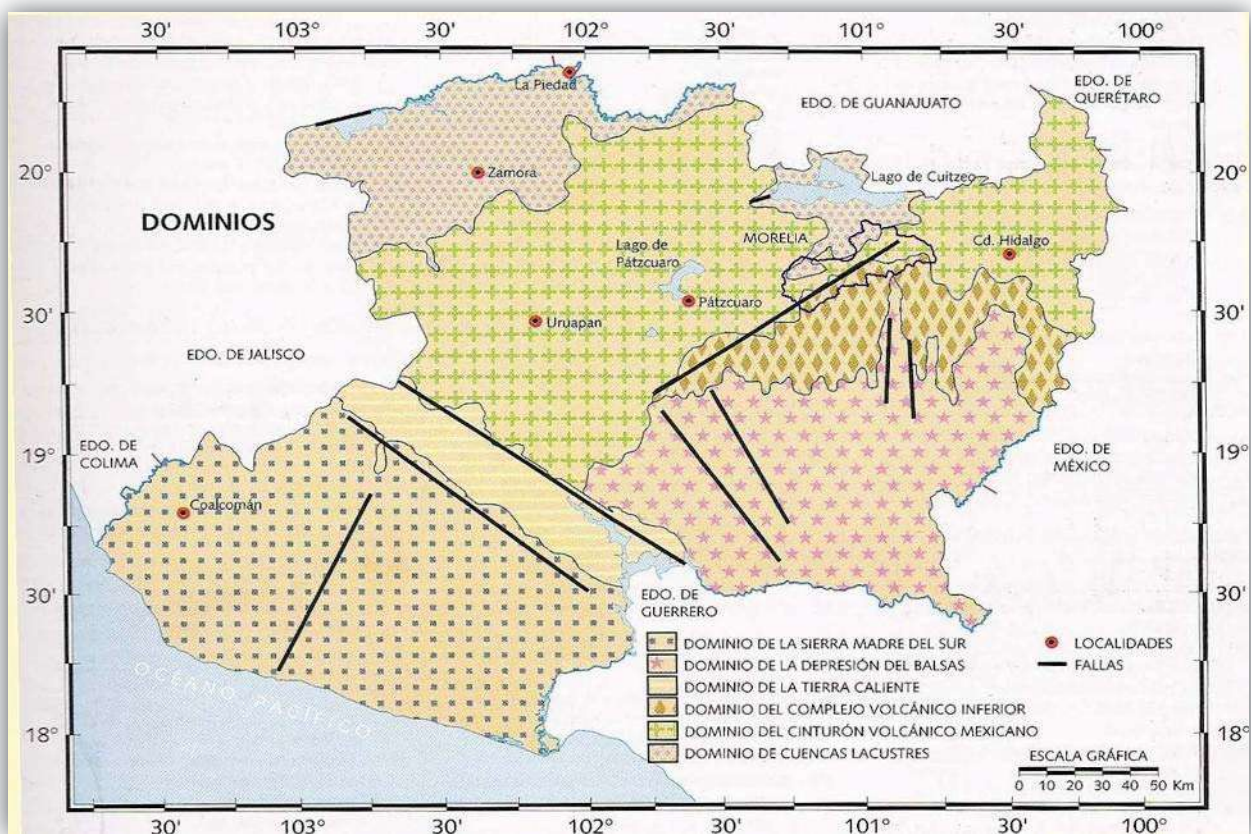 30'
103°
30'
102°
30'
101°
30'
100°
La Piedad
EDO. DE GUANAJUATO
EDO. DE
QUERÉTARO
20°
Zamora
Lago de Cuitzeo
20°
DOMINIOS
MORELIA
Cd. Hidalgo
Lago de
Pátzcuaro
Pátzcuaro
30'
Uruapan
30'
EDO. DE JALISCO
EDO. DE
COLIMA
19°
EDO. DE
MÉXICO
19°
Coalcomán
30'
EDO. DE
GUERRERO
30'
OCÉANO PACÍFICO
DOMINIO DE LA SIERRA MADRE DEL SUR
DOMINIO DE LA DEPRESIÓN DEL BALSAS
DOMINIO DE LA TIERRA CALIENTE
DOMINIO DEL COMPLEJO VOLCÁNICO INFERIOR
DOMINIO DEL CINTURÓN VOLCÁNICO MEXICANO
DOMINIO DE CUENCAS LACUSTRES
LOCALIDADES
FALLAS
18°
18°
ESCALA GRÁFICA
0 10 20 30 40 50 Km
30'
103°
30'
102°
30'
101°
30'
100°